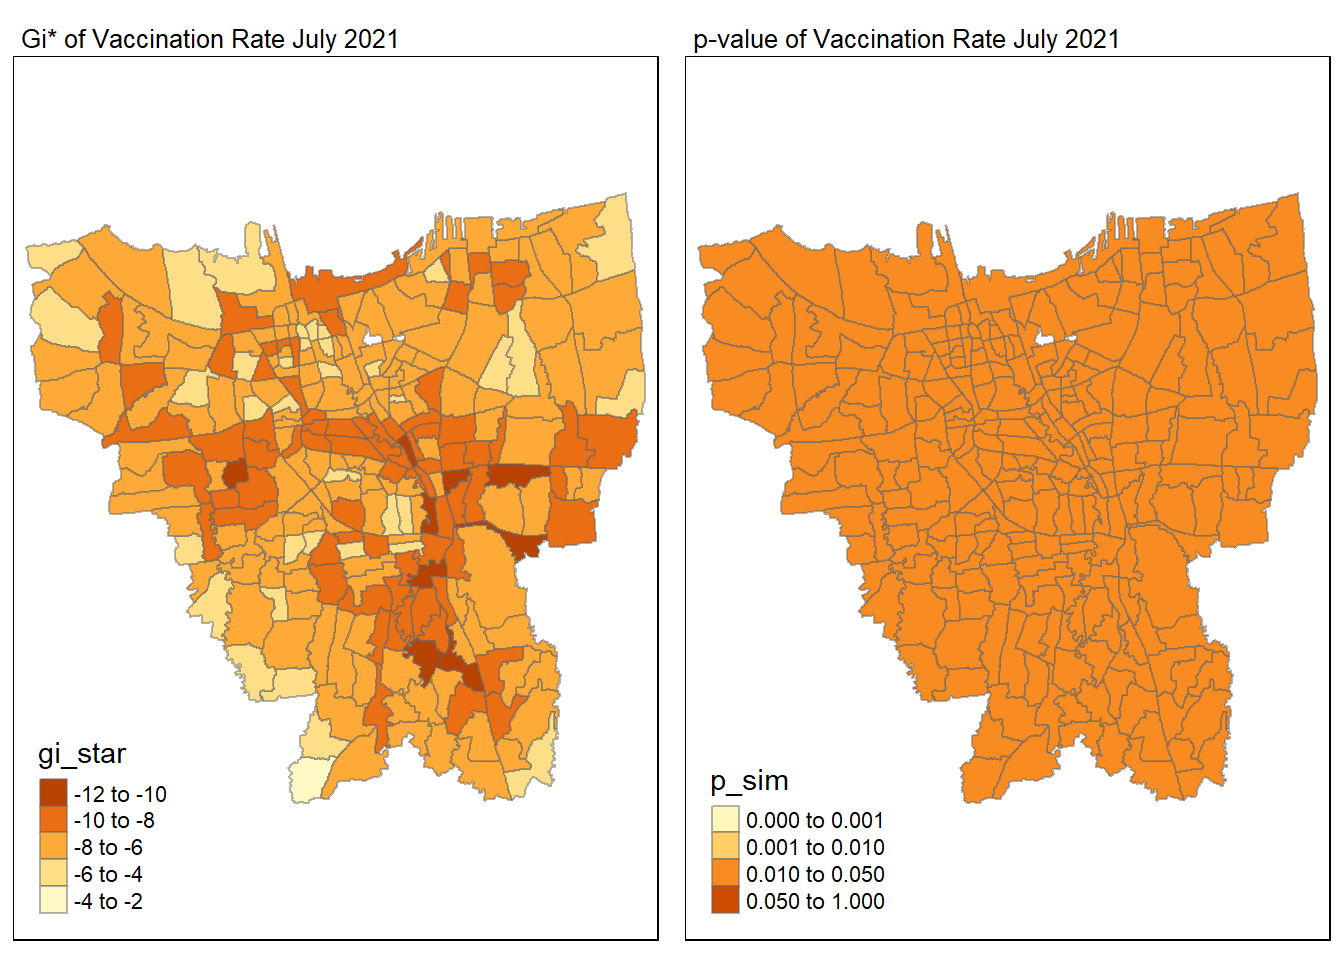 Gi* of Vaccination Rate July 2021
gi_star
-12 to -10
-10 to -8
-8 to -6
-6 to -4
-4 to -2
p-value of Vaccination Rate July 2021
p_sim
0.000 to 0.001
0.001 to 0.010
0.010 to 0.050
0.050 to 1.000